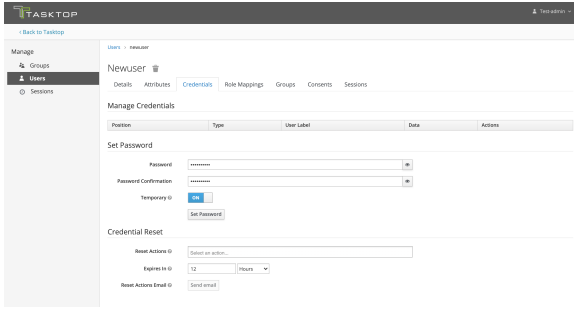 TASKTOP
Test-admin
‹ Back to Tasktop
Manage
Groups
Users
Sessions
Users > newuser
Newuser
Details Attributes Credentials Role Mappings Groups Consents Sessions
Manage Credentials
Position Type User Label Data Actions
Set Password
Password ••••••••••
Password Confirmation ••••••••••
Temporary ON
Set Password
Credential Reset
Reset Actions Select an action...
Expires In 12 Hours
Reset Actions Email Send email